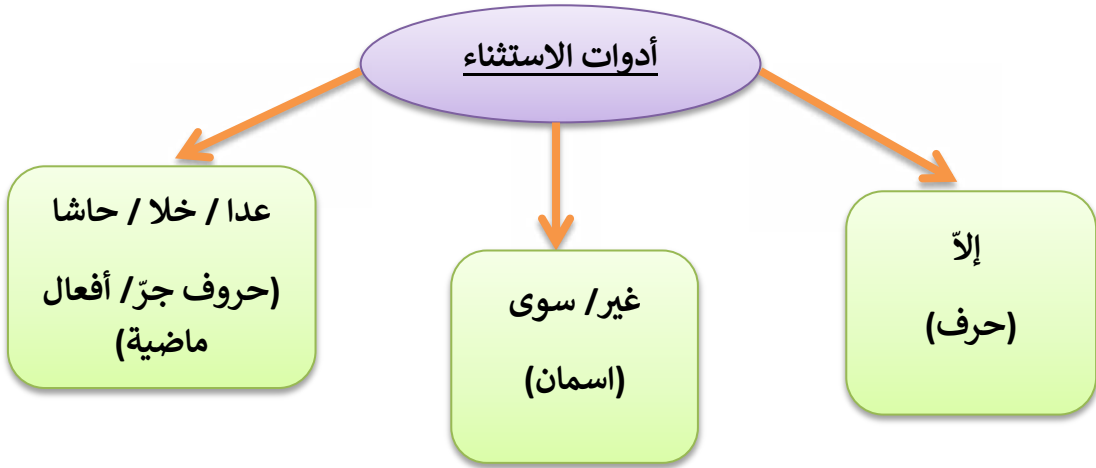 أدوات الاستثناء
إلاّ
(حرف)
غير/ سوى
(اسمان)
عدا / خلا / حاشا
(حروف جرّ/ أفعال
ماضية)